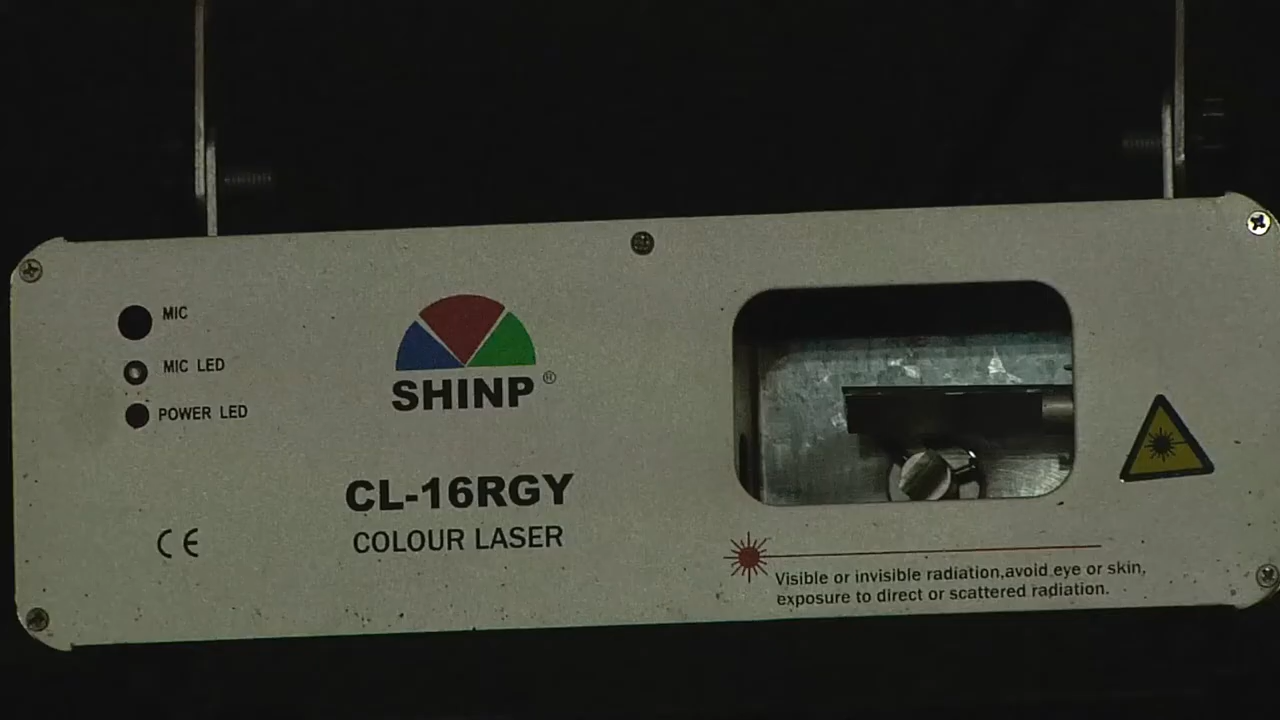 MIC
MIC LED
POWER LED
SHINP®
CL-16RGY
COLOUR LASER
CE
Visible or invisible radiation,avoid eye or skin,
exposure to direct or scattered radiation.